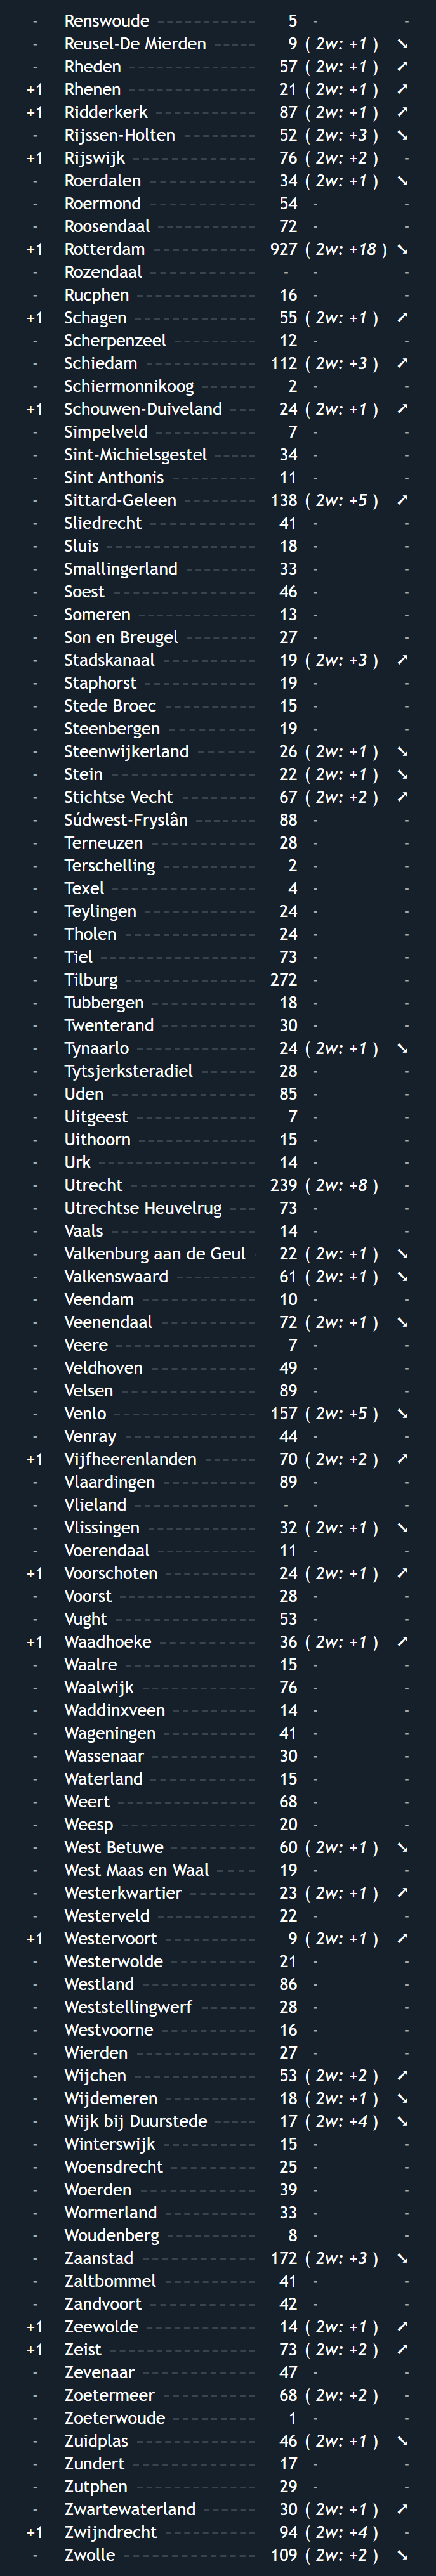 - Renswoude ------------- 5 - -
- Reusel-De Mierden ------ 9 ( 2w: +1 ) ➘
- Rheden ----------------- 57 ( 2w: +1 ) ➚
+1 Rhenen ----------------- 21 ( 2w: +1 ) ➚
+1 Ridderkerk ------------- 87 ( 2w: +1 ) ➚
- Rijssen-Holten ---------- 52 ( 2w: +3 ) ➘
+1 Rijswijk ---------------- 76 ( 2w: +2 ) -
- Roerdalen -------------- 34 ( 2w: +1 ) ➘
- Roermond -------------- 54 - -
- Roosendaal ------------- 72 - -
+1 Rotterdam -------------- 927 ( 2w: +18 ) ➘
- Rozendaal -------------- - - -
- Rucphen --------------- 16 - -
+1 Schagen ---------------- 55 ( 2w: +1 ) ➚
- Scherpenzeel ----------- 12 - -
- Schiedam --------------- 112 ( 2w: +3 ) ➚
- Schiermonnikoog ------- 2 - -
+1 Schouwen-Duiveland --- 24 ( 2w: +1 ) ➚
- Simpelveld ------------- 7 - -
- Sint-Michielsgestel ----- 34 - -
- Sint Anthonis ----------- 11 - -
- Sittard-Geleen ---------- 138 ( 2w: +5 ) ➚
- Sliedrecht -------------- 41 - -
- Sluis ------------------- 18 - -
- Smallingerland --------- 33 - -
- Soest ------------------ 46 - -
- Someren --------------- 13 - -
- Son en Breugel --------- 27 - -
- Stadskanaal ------------ 19 ( 2w: +3 ) ➚
- Staphorst -------------- 19 - -
- Stede Broec ------------ 15 - -
- Steenbergen ------------ 19 - -
- Steenwijkerland ------- 26 ( 2w: +1 ) ➘
- Stein ------------------- 22 ( 2w: +1 ) ➘
- Stichtse Vecht ---------- 67 ( 2w: +2 ) ➚
- Súdwest-Fryslân -------- 88 - -
- Terneuzen -------------- 28 - -
- Terschelling ------------ 2 - -
- Texel ------------------ 4 - -
- Teylingen -------------- 24 - -
- Tholen ----------------- 24 - -
- Tiel -------------------- 73 - -
- Tilburg ----------------- 272 - -
- Tubbergen ------------- 18 - -
- Twenterand ------------ 30 - -
- Tynaarlo --------------- 24 ( 2w: +1 ) ➘
- Tytsjerksteradiel ------- 28 - -
- Uden ------------------- 85 - -
- Uitgeest --------------- 7 - -
- Uithoorn --------------- 15 - -
- Urk -------------------- 14 - -
- Utrecht ---------------- 239 ( 2w: +8 ) -
- Utrechtse Heuvelrug --- 73 - -
- Vaals ------------------ 14 - -
- Valkenburg aan de Geul - 22 ( 2w: +1 ) ➘
- Valkenswaard ---------- 61 ( 2w: +1 ) ➘
- Veendam --------------- 10 - -
- Veenendaal ------------ 72 ( 2w: +1 ) ➘
- Veere ------------------ 7 - -
- Veldhoven ------------- 49 - -
- Velsen ----------------- 89 - -
- Venlo ------------------ 157 ( 2w: +5 ) ➘
- Venray ----------------- 44 - -
+1 Vijfheerenlanden ------- 70 ( 2w: +2 ) ➚
- Vlaardingen ------------ 89 - -
- Vlieland ---------------- - - -
- Vlissingen -------------- 32 ( 2w: +1 ) ➘
- Voerendaal ------------- 11 - -
+1 Voorschoten ------------ 24 ( 2w: +1 ) ➚
- Voorst ----------------- 28 - -
- Vught ------------------ 53 - -
+1 Waadhoeke ------------- 36 ( 2w: +1 ) ➚
- Waalre ----------------- 15 - -
- Waalwijk --------------- 76 - -
- Waddinxveen ----------- 14 - -
- Wageningen ------------ 41 - -
- Wassenaar ------------- 30 - -
- Waterland ------------- 15 - -
- Weert ------------------ 68 - -
- Weesp ----------------- 20 - -
- West Betuwe ----------- 60 ( 2w: +1 ) ➘
- West Maas en Waal ---- 19 - -
- Westerkwartier -------- 23 ( 2w: +1 ) ➚
- Westerveld ------------ 22 - -
+1 Westervoort ----------- 9 ( 2w: +1 ) ➚
- Westerwolde ----------- 21 - -
- Westland --------------- 86 - -
- Weststellingwerf ------- 28 - -
- Westvoorne ------------ 16 - -
- Wierden --------------- 27 - -
- Wijchen ---------------- 53 ( 2w: +2 ) ➚
- Wijdemeren ------------ 18 ( 2w: +1 ) ➘
- Wijk bij Duurstede ----- 17 ( 2w: +4 ) ➘
- Winterswijk ------------ 15 - -
- Woensdrecht ----------- 25 - -
- Woerden --------------- 39 - -
- Wormerland ------------ 33 - -
- Woudenberg ----------- 8 - -
- Zaanstad --------------- 172 ( 2w: +3 ) ➘
- Zaltbommel ------------ 41 - -
- Zandvoort -------------- 42 - -
+1 Zeewolde -------------- 14 ( 2w: +1 ) ➚
+1 Zeist ------------------- 73 ( 2w: +2 ) ➚
- Zevenaar --------------- 47 - -
- Zoetermeer ------------ 68 ( 2w: +2 ) -
- Zoeterwoude ----------- 1 - -
- Zuidplas --------------- 46 ( 2w: +1 ) ➘
- Zundert ---------------- 17 - -
- Zutphen ---------------- 29 - -
- Zwartewaterland ------- 30 ( 2w: +1 ) ➚
+1 Zwijndrecht ------------ 94 ( 2w: +4 ) -
- Zwolle ----------------- 109 ( 2w: +2 ) ➘